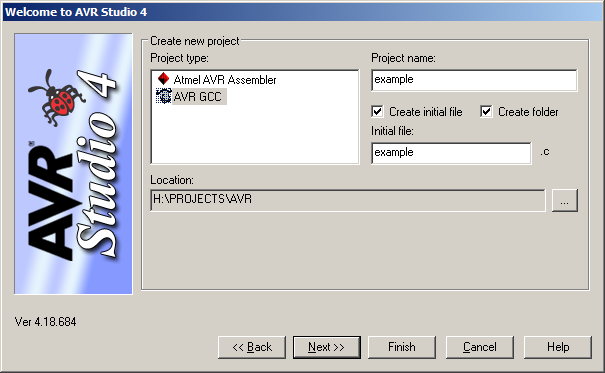 Welcome to AVR Studio 4
AVR® Studio 4
Create new project
Project type:
Atmel AVR Assembler
AVR GCC
Project name:
example
Create initial file
Create folder
Initial file:
example
.c
Location:
H:\PROJECTS\AVR
...
Ver 4.18.684
<< Back
Next >>
Finish
Cancel
Help